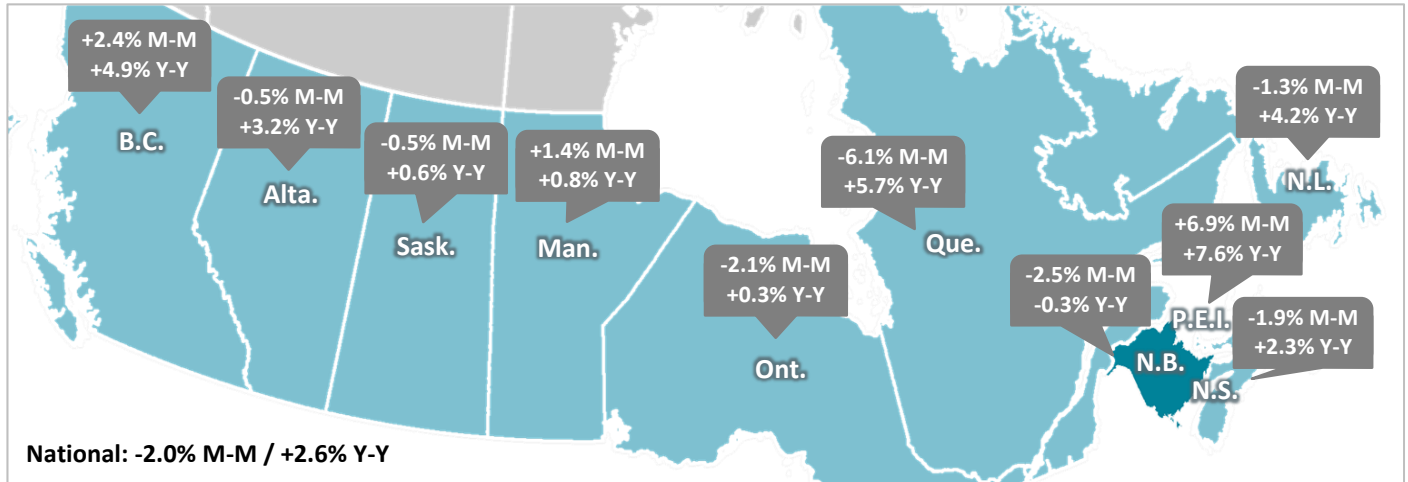 +2.4% M-M
+4.9% Y-Y
B.C.
-0.5% M-M
+3.2% Y-Y
Alta.
-0.5% M-M
+0.6% Y-Y
Sask.
+1.4% M-M
+0.8% Y-Y
Man.
-2.1% M-M
+0.3% Y-Y
Ont.
-6.1% M-M
+5.7% Y-Y
Que.
-1.3% M-M
+4.2% Y-Y
N.L.
+6.9% M-M
+7.6% Y-Y
P.E.I.
-2.5% M-M
-0.3% Y-Y
N.B.
-1.9% M-M
+2.3% Y-Y
N.S.
National: -2.0% M-M / +2.6% Y-Y